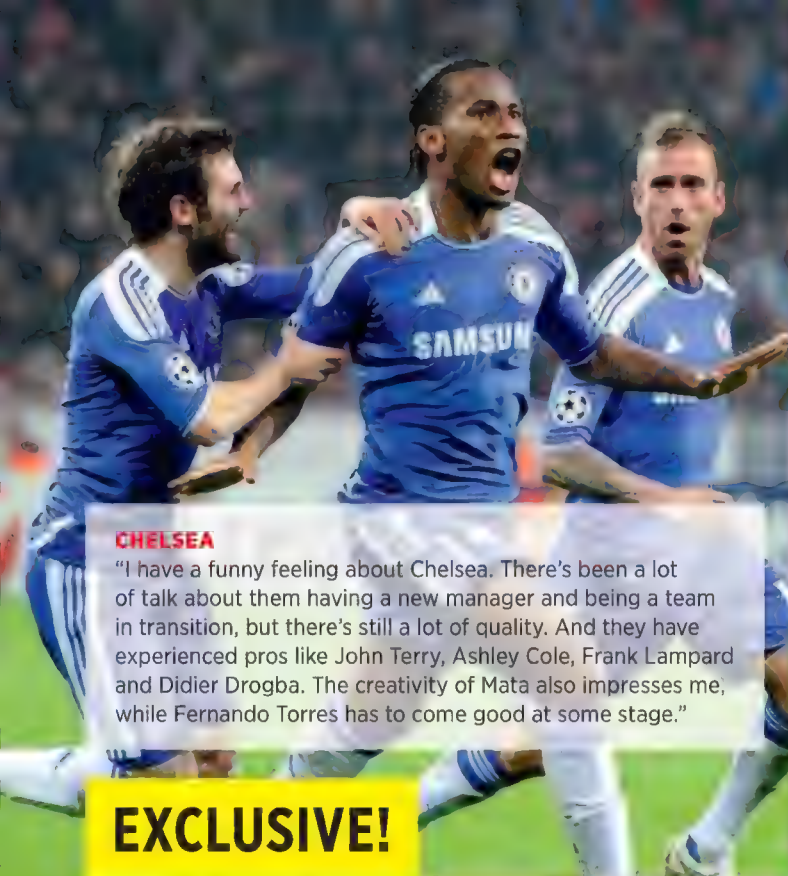 SAMSUN
CHELSEA
“I have a funny feeling about Chelsea. There’s been a lot
of talk about them having a new manager and being a team
in transition, but there’s still a lot of quality. And they have
experienced pros like John Terry, Ashley Cole, Frank Lampard
and Didier Drogba. The creativity of Mata also impresses me,
while Fernando Torres has to come good at some stage.”
EXCLUSIVE!